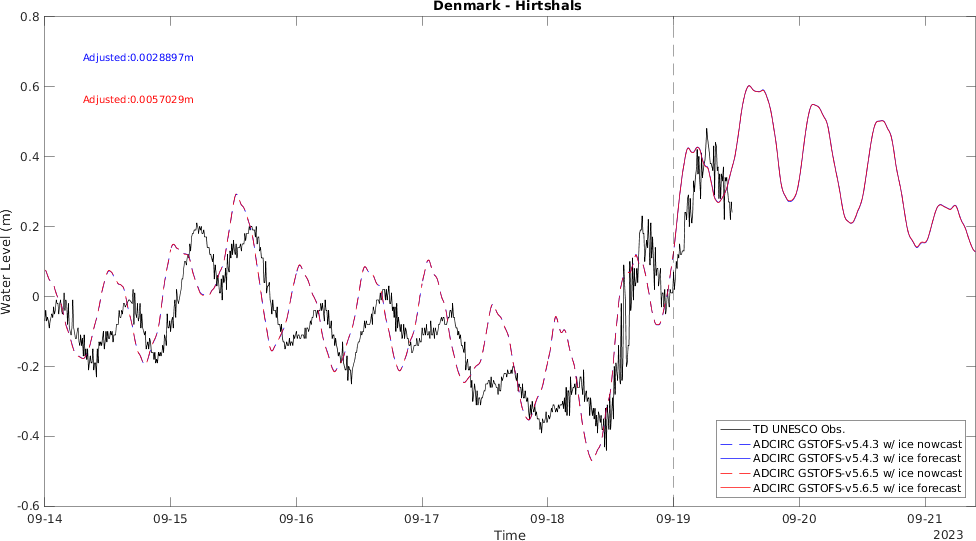 Denmark - Hirtshals
0.8
Adjusted:0.0028897m
0.6
Adjusted:0.0057029m
0.4
0.2
Water Level (m)
0
-0.2
-0.4
-0.6
TD UNESCO Obs.
ADCIRC GSTOFS-v5.4.3 w/ ice nowcast
ADCIRC GSTOFS-v5.4.3 w/ ice forecast
ADCIRC GSTOFS-v5.6.5 w/ ice nowcast
ADCIRC GSTOFS-v5.6.5 w/ ice forecast
09-14 09-15 09-16 09-17 09-18 09-19 09-20 09-21
Time
2023